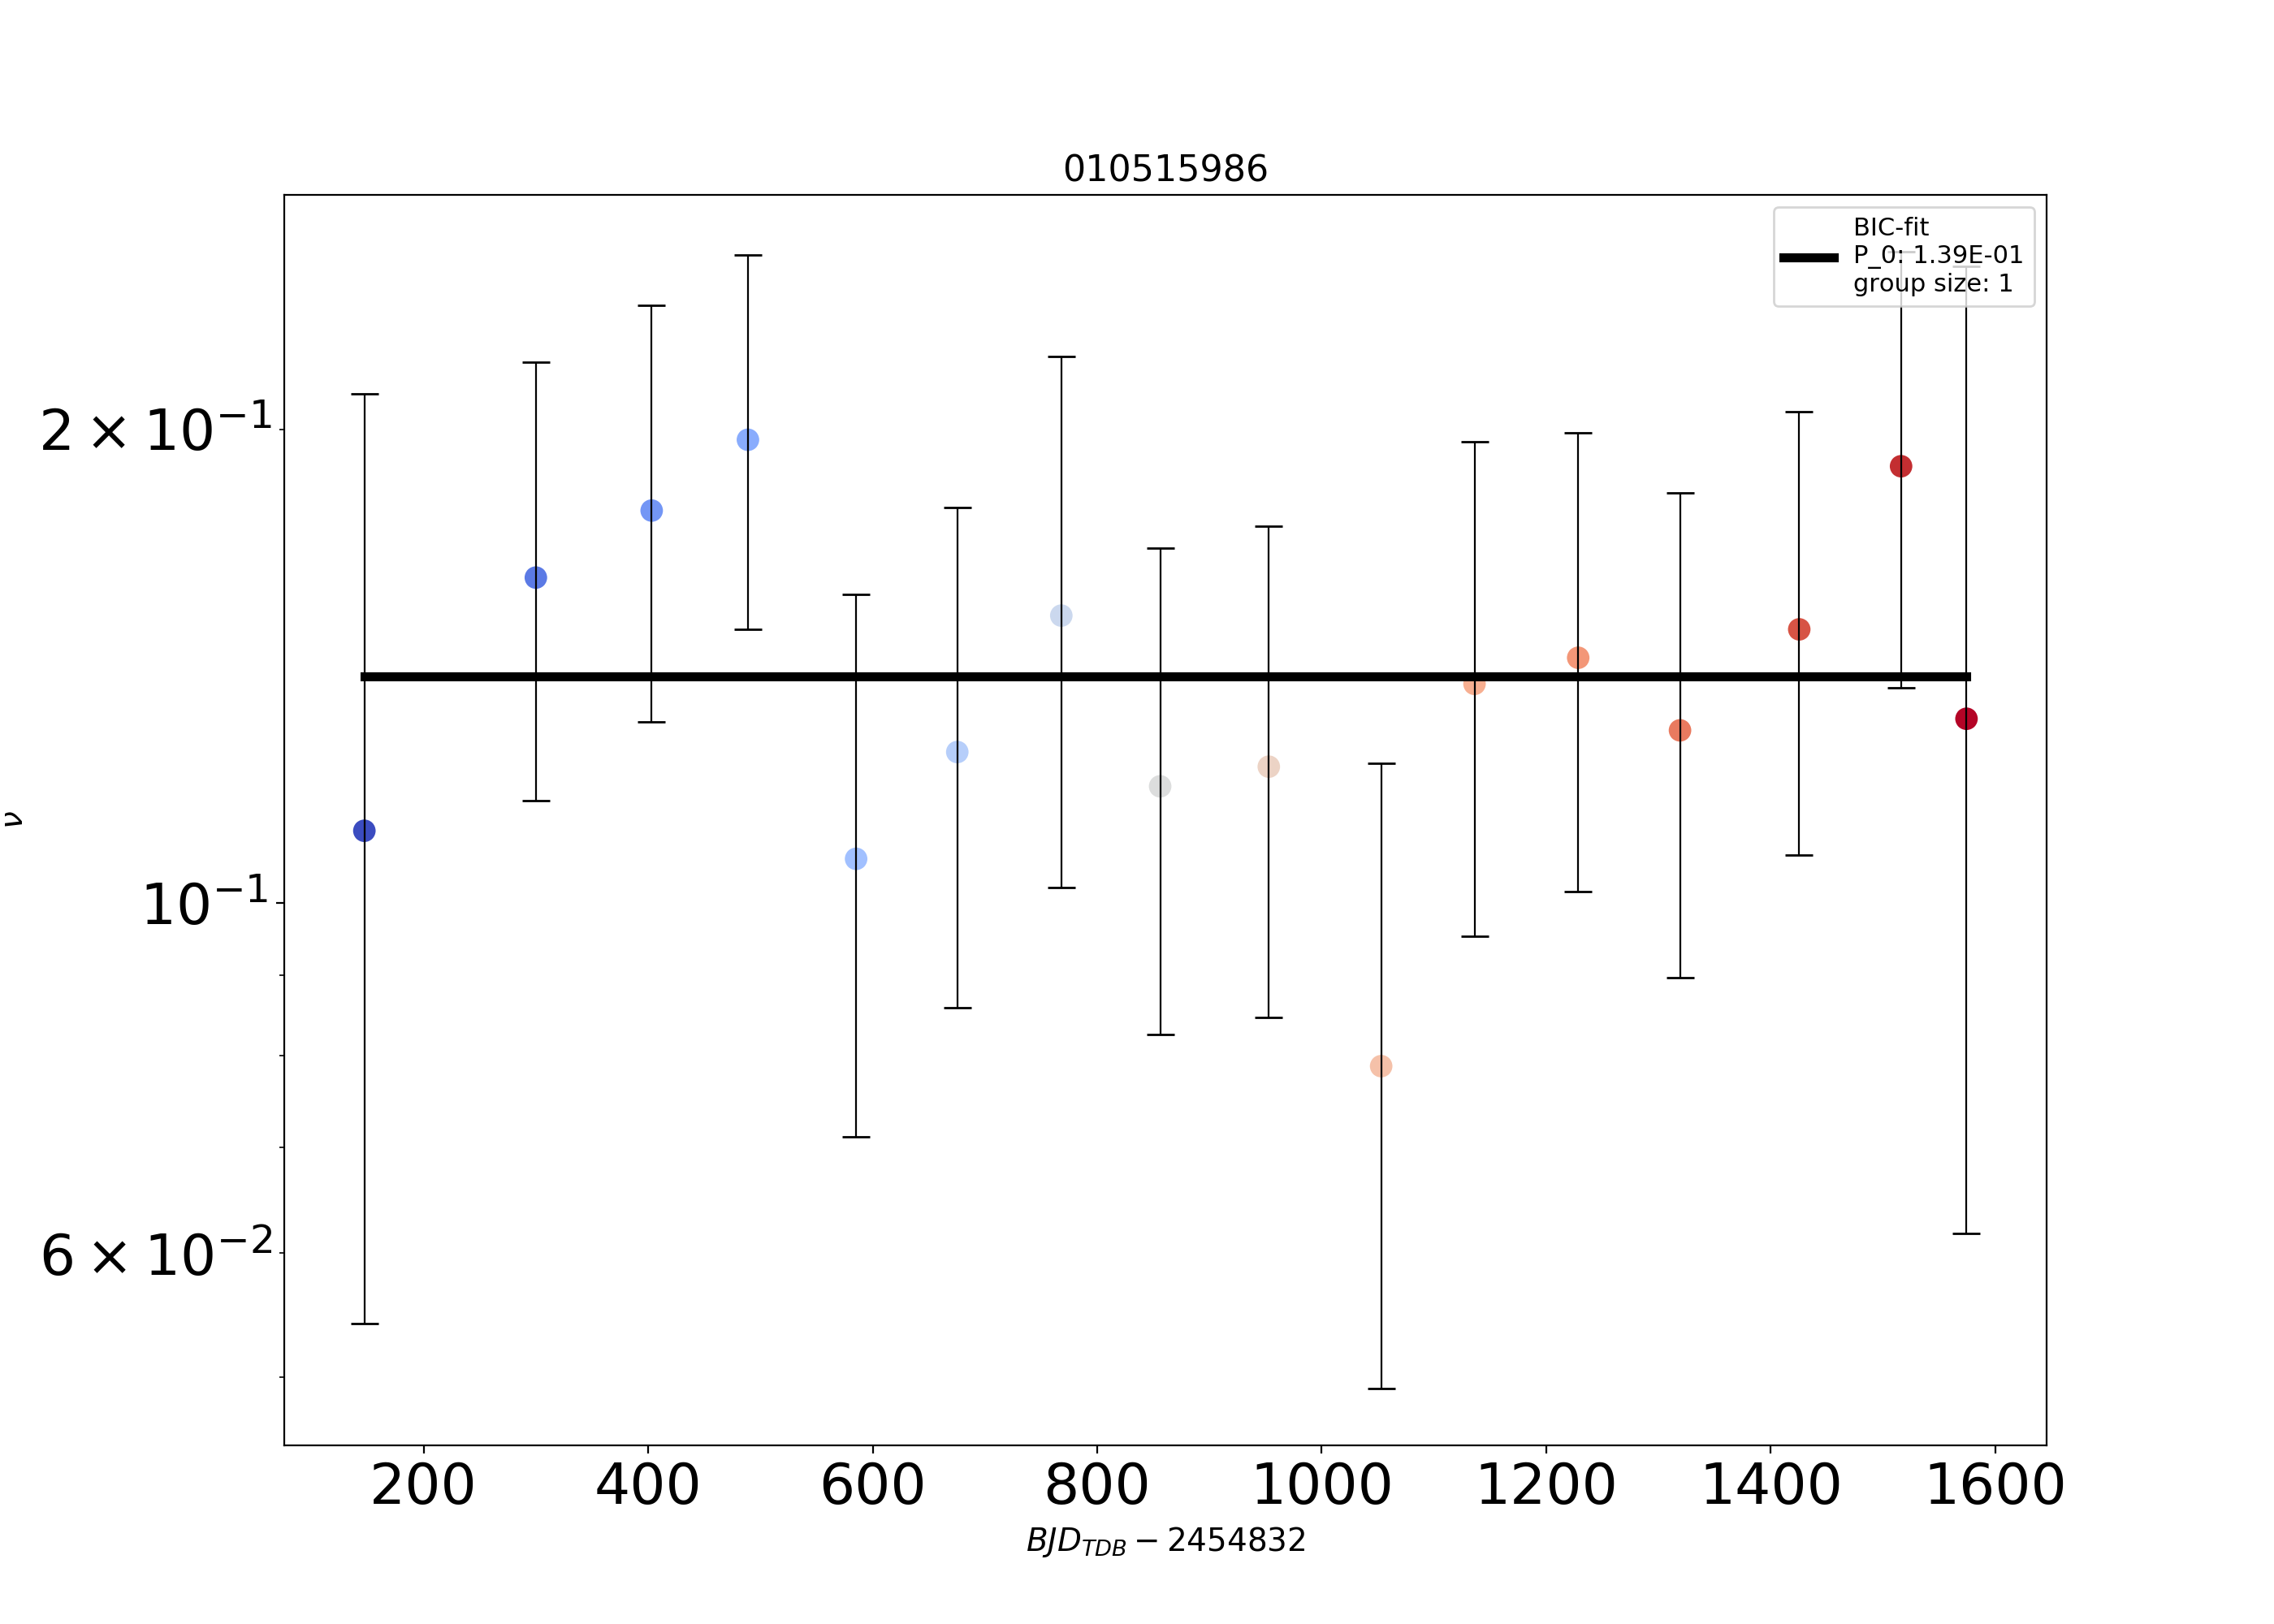 010515986
BIC-fit
P_0: 1.39E-01
group size: 1
2 × 10⁻¹
10⁻¹
6 × 10⁻²
ν
200 400 600 800 1000 1200 1400 1600
BJD_TDB − 2454832